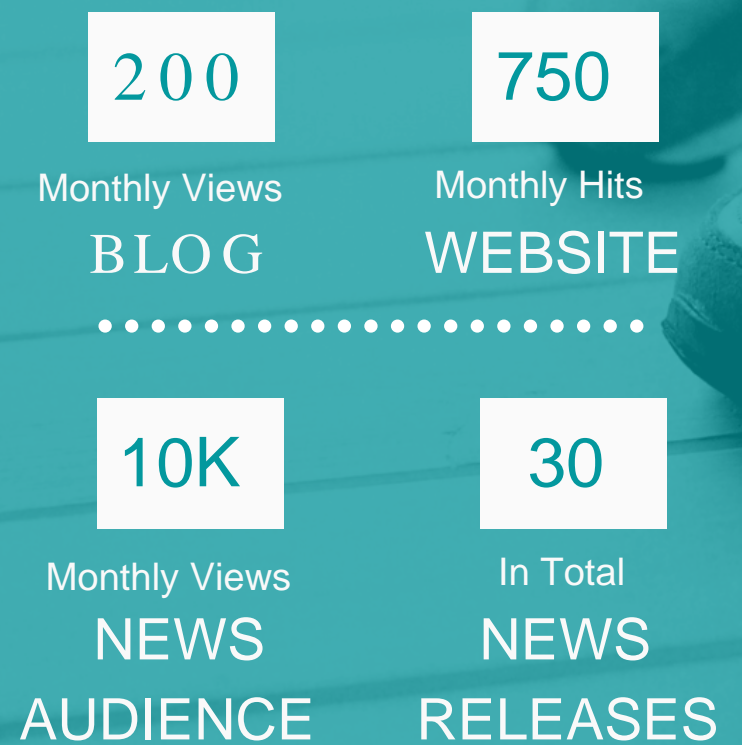 200
Monthly Views
BLOG
750
Monthly Hits
WEBSITE
10K
Monthly Views
NEWS
AUDIENCE
30
In Total
NEWS
RELEASES